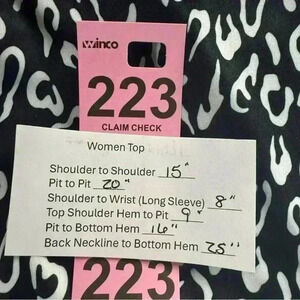 Winco
223
CLAIM CHECK
Women Top
Shoulder to Shoulder 15"
Pit to Pit 20"
Shoulder to Wrist (Long Sleeve) 8"
Top Shoulder Hem to Pit 9"
Pit to Bottom Hem 16"
Back Neckline to Bottom Hem 25"
223